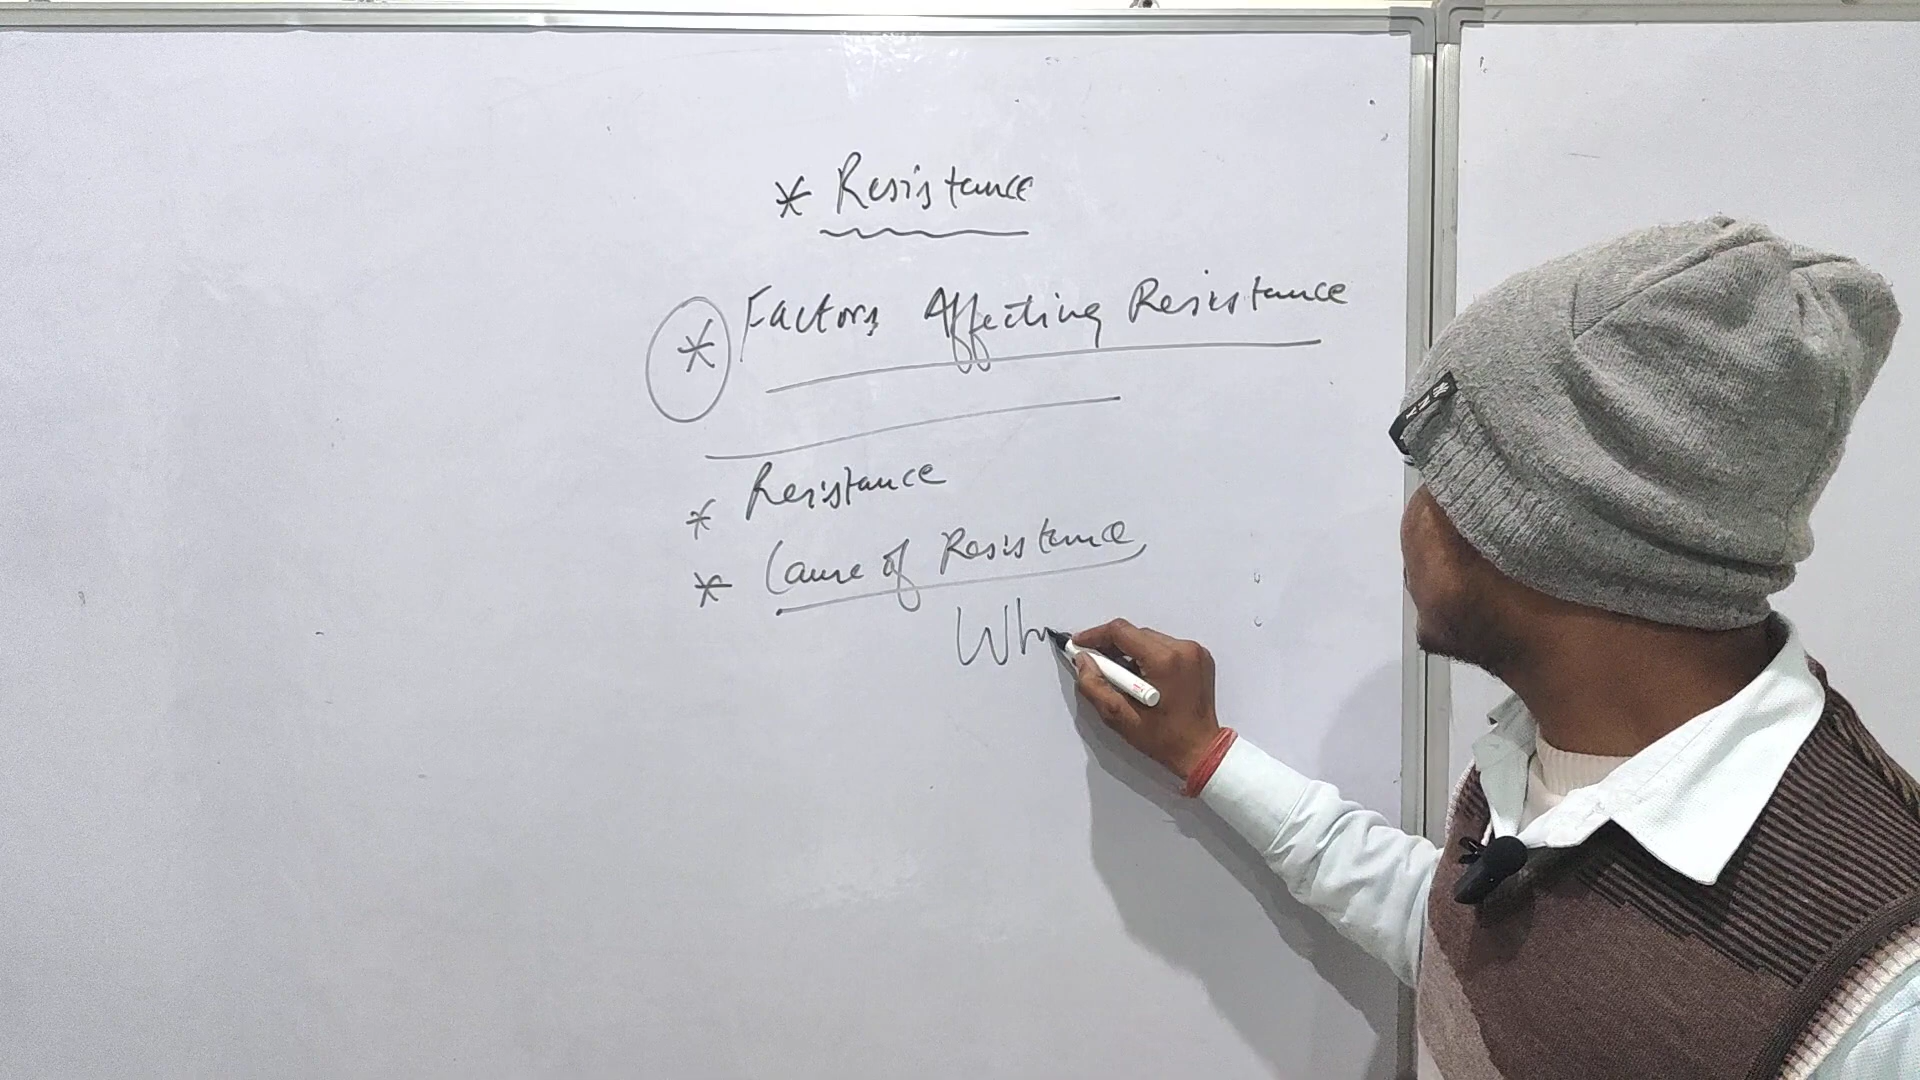 * Resistance
* Factors Affecting Resistance
* Resistance
* Cause of Resistance
Wh